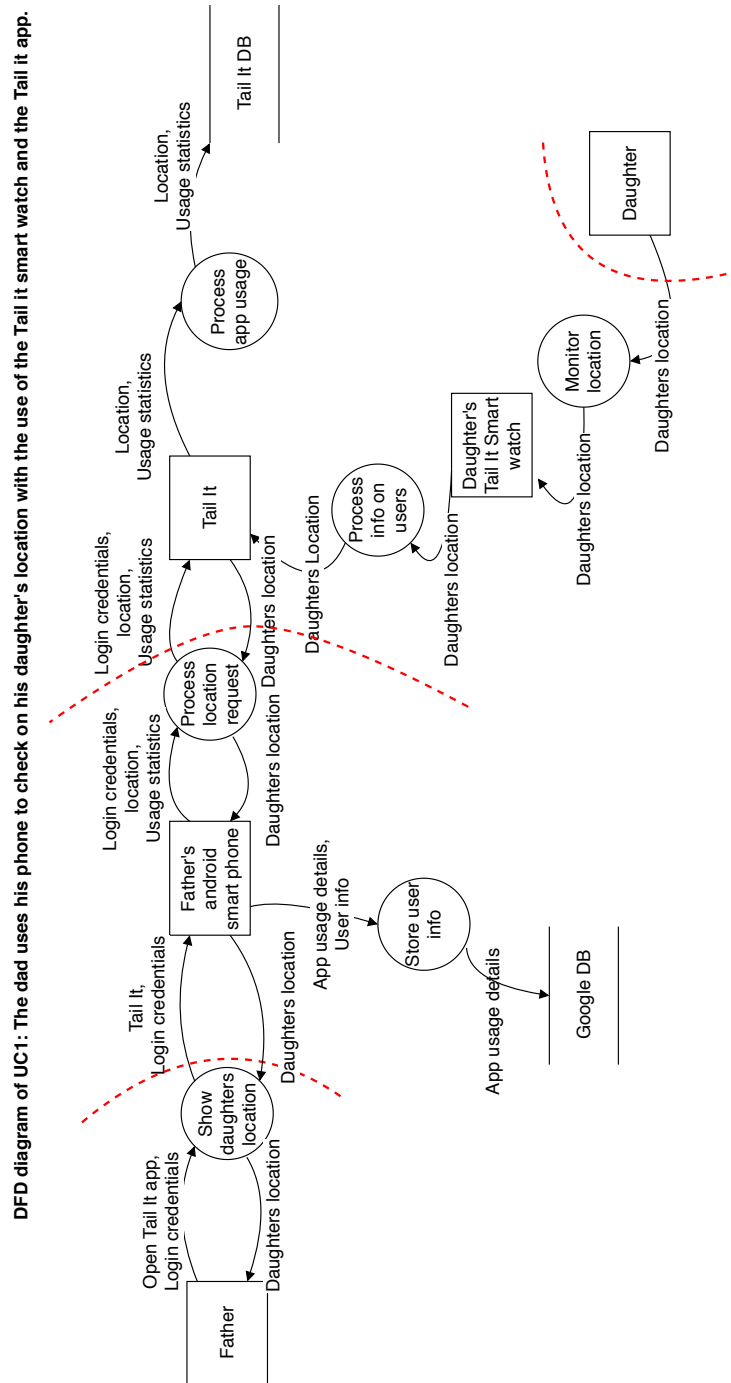 DFD diagram of UC1: The dad uses his phone to check on his daughter's location with the use of the Tail it smart watch and the Tail it app.
Father
Open Tail It app,
Login credentials
Daughters location
Show
daughters
location
Tail It,
Login credentials
Daughters location
Father's
android
smart phone
Login credentials,
location,
Usage statistics
Daughters location
Process
location
request
Login credentials,
location,
Usage statistics
Daughters location
Tail It
Location,
Usage statistics
Process
app usage
Location,
Usage statistics
Tail It DB
App usage details,
User info
Store user
info
App usage details
Google DB
Daughters Location
Process
info on
users
Daughters location
Daughter's
Tail It Smart
watch
Daughters location
Monitor
location
Daughters location
Daughter